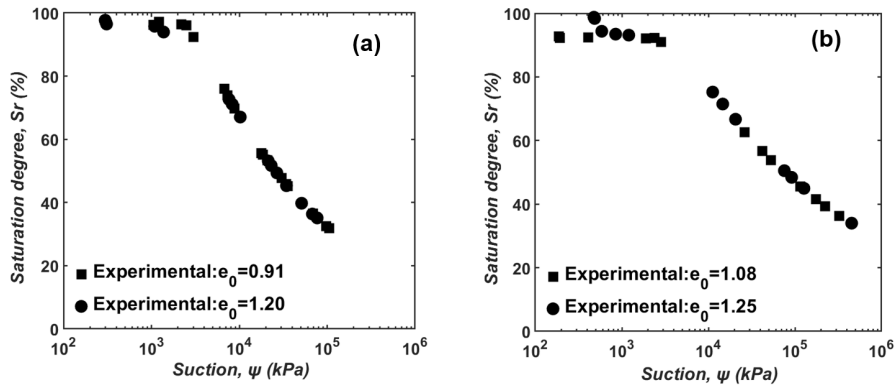 (a)
Saturation degree, Sr (%)
100
80
60
40
20
0
Experimental:e0=0.91
Experimental:e0=1.20
10^2 10^3 10^4 10^5 10^6
Suction, ψ (kPa)
(b)
Saturation degree, Sr (%)
100
80
60
40
20
0
Experimental:e0=1.08
Experimental:e0=1.25
10^2 10^3 10^4 10^5 10^6
Suction, ψ (kPa)